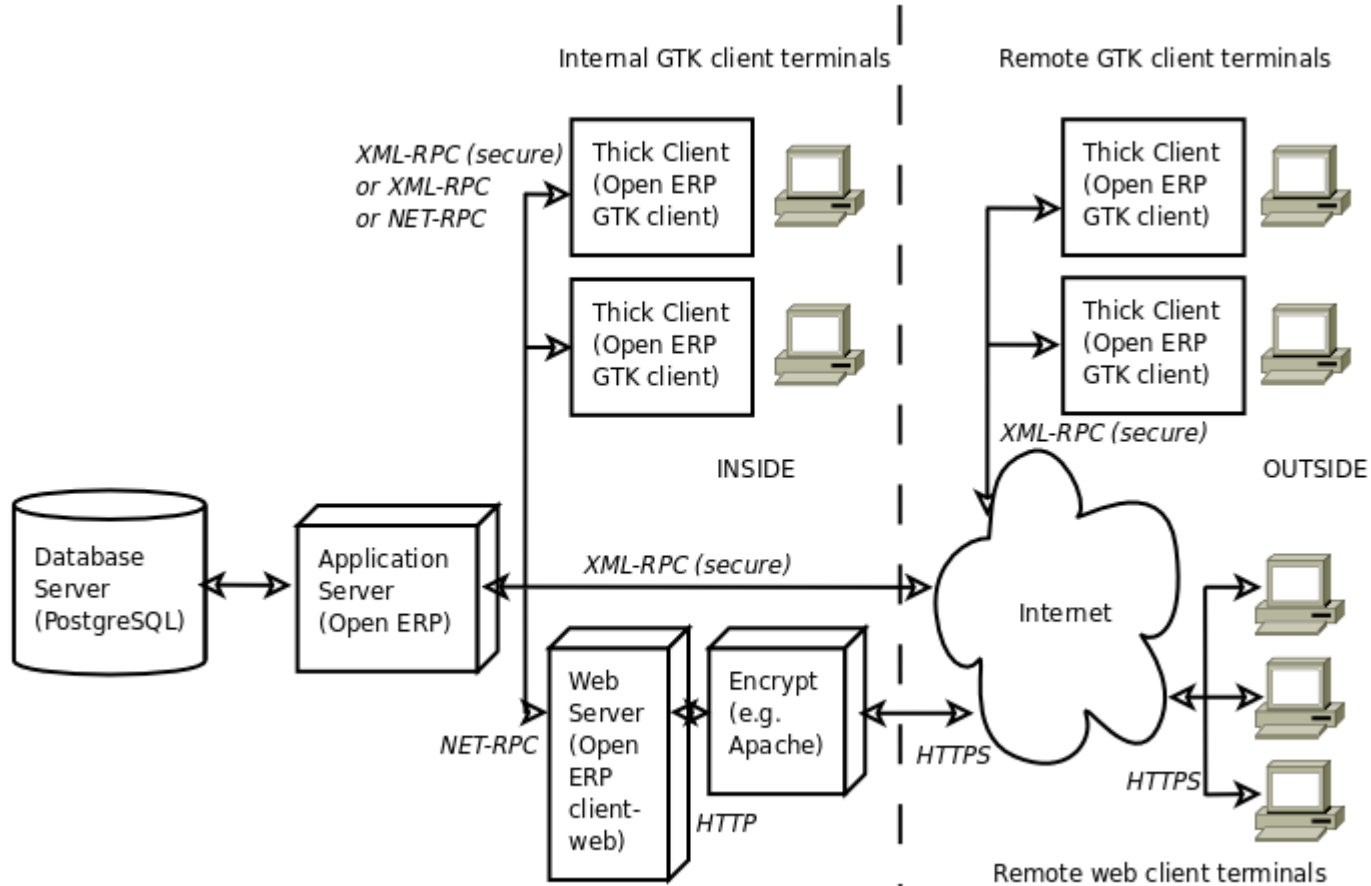 Internal GTK client terminals
Remote GTK client terminals
XML-RPC (secure)
or XML-RPC
or NET-RPC
Thick Client
(Open ERP
GTK client)
Thick Client
(Open ERP
GTK client)
Thick Client
(Open ERP
GTK client)
Thick Client
(Open ERP
GTK client)
XML-RPC (secure)
INSIDE
OUTSIDE
Database
Server
(PostgreSQL)
Application
Server
(Open ERP)
XML-RPC (secure)
Internet
Web
Server
(Open
ERP
client-
web)
Encrypt
(e.g.
Apache)
NET-RPC
HTTP
HTTPS
HTTPS
Remote web client terminals